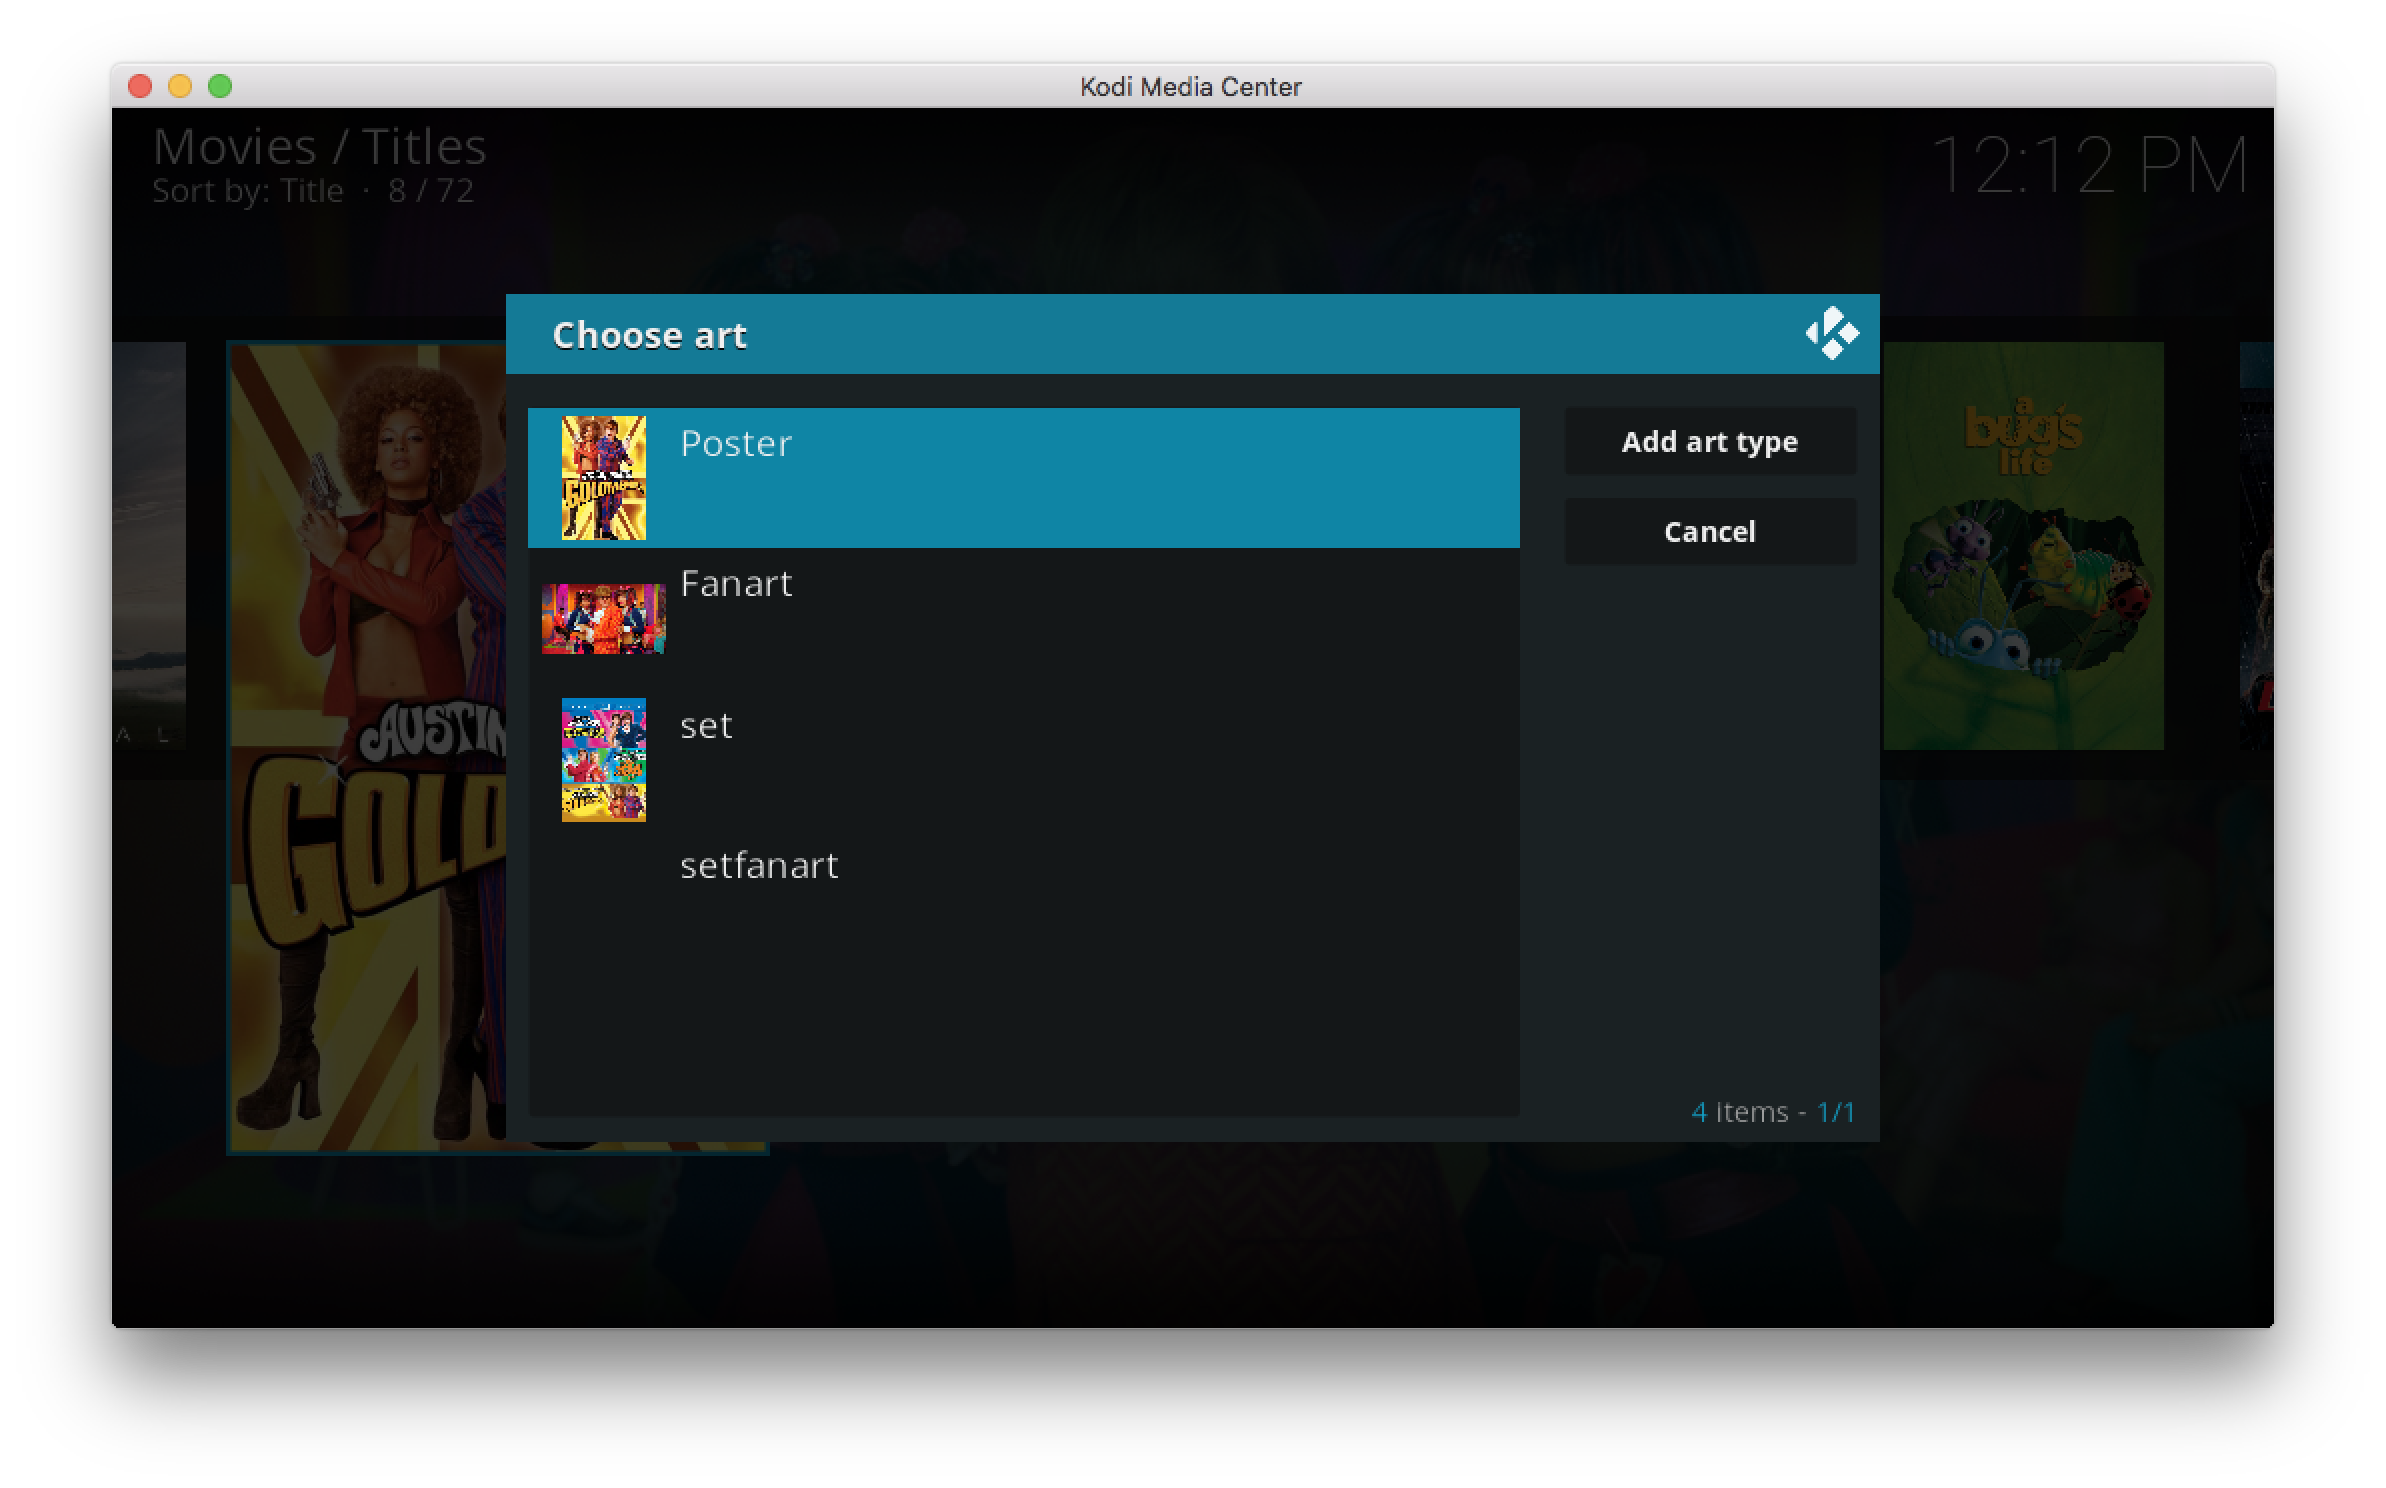 Kodi Media Center
Movies / Titles
Sort by: Title · 8 / 72
12:12 PM
Choose art
Poster
Add art type
Cancel
Fanart
set
setfanart
4 items - 1/1
A L
AUSTIN
GOLD
a
bug's
life
GOLDMEMBER